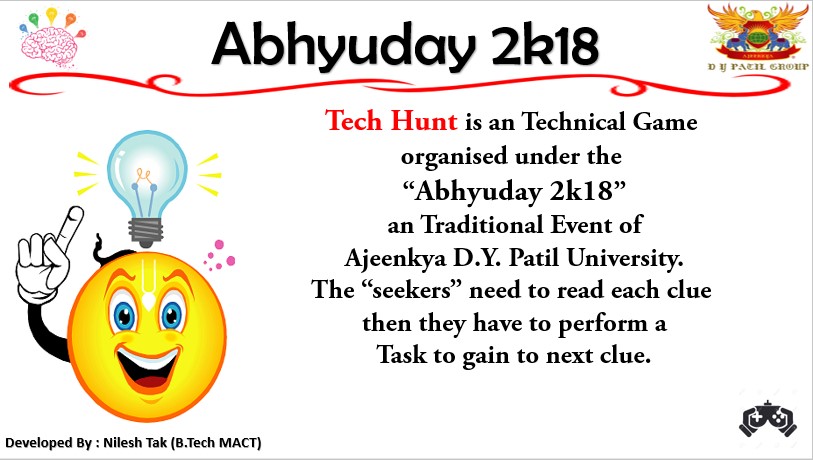 Abhyuday 2k18
AJEENKYA
D Y PATIL GROUP
Tech Hunt is an Technical Game
organised under the
“Abhyuday 2k18”
an Traditional Event of
Ajeenkya D.Y. Patil University.
The “seekers” need to read each clue
then they have to perform a
Task to gain to next clue.
Developed By : Nilesh Tak (B.Tech MACT)